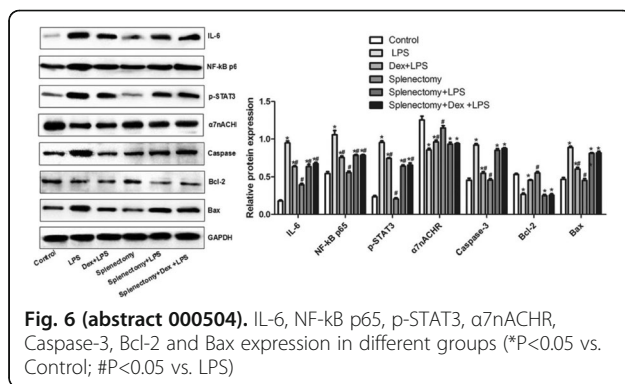 IL-6
NF-kB p6
p-STAT3
α7nACHI
Caspase
Bcl-2
Bax
GAPDH
Control
LPS
Dex+LPS
Splenectomy
Splenectomy+LPS
Splenectomy+Dex +LPS
Control
LPS
Dex+LPS
Splenectomy
Splenectomy+LPS
Splenectomy+Dex +LPS
Relative protein expression
1.5
1.0
0.5
0.0
IL-6
NF-kB p65
p-STAT3
α7nACHR
Caspase-3
Bcl-2
Bax
Fig. 6 (abstract 000504). IL-6, NF-kB p65, p-STAT3, α7nACHR,
Caspase-3, Bcl-2 and Bax expression in different groups (*P<0.05 vs.
Control; #P<0.05 vs. LPS)